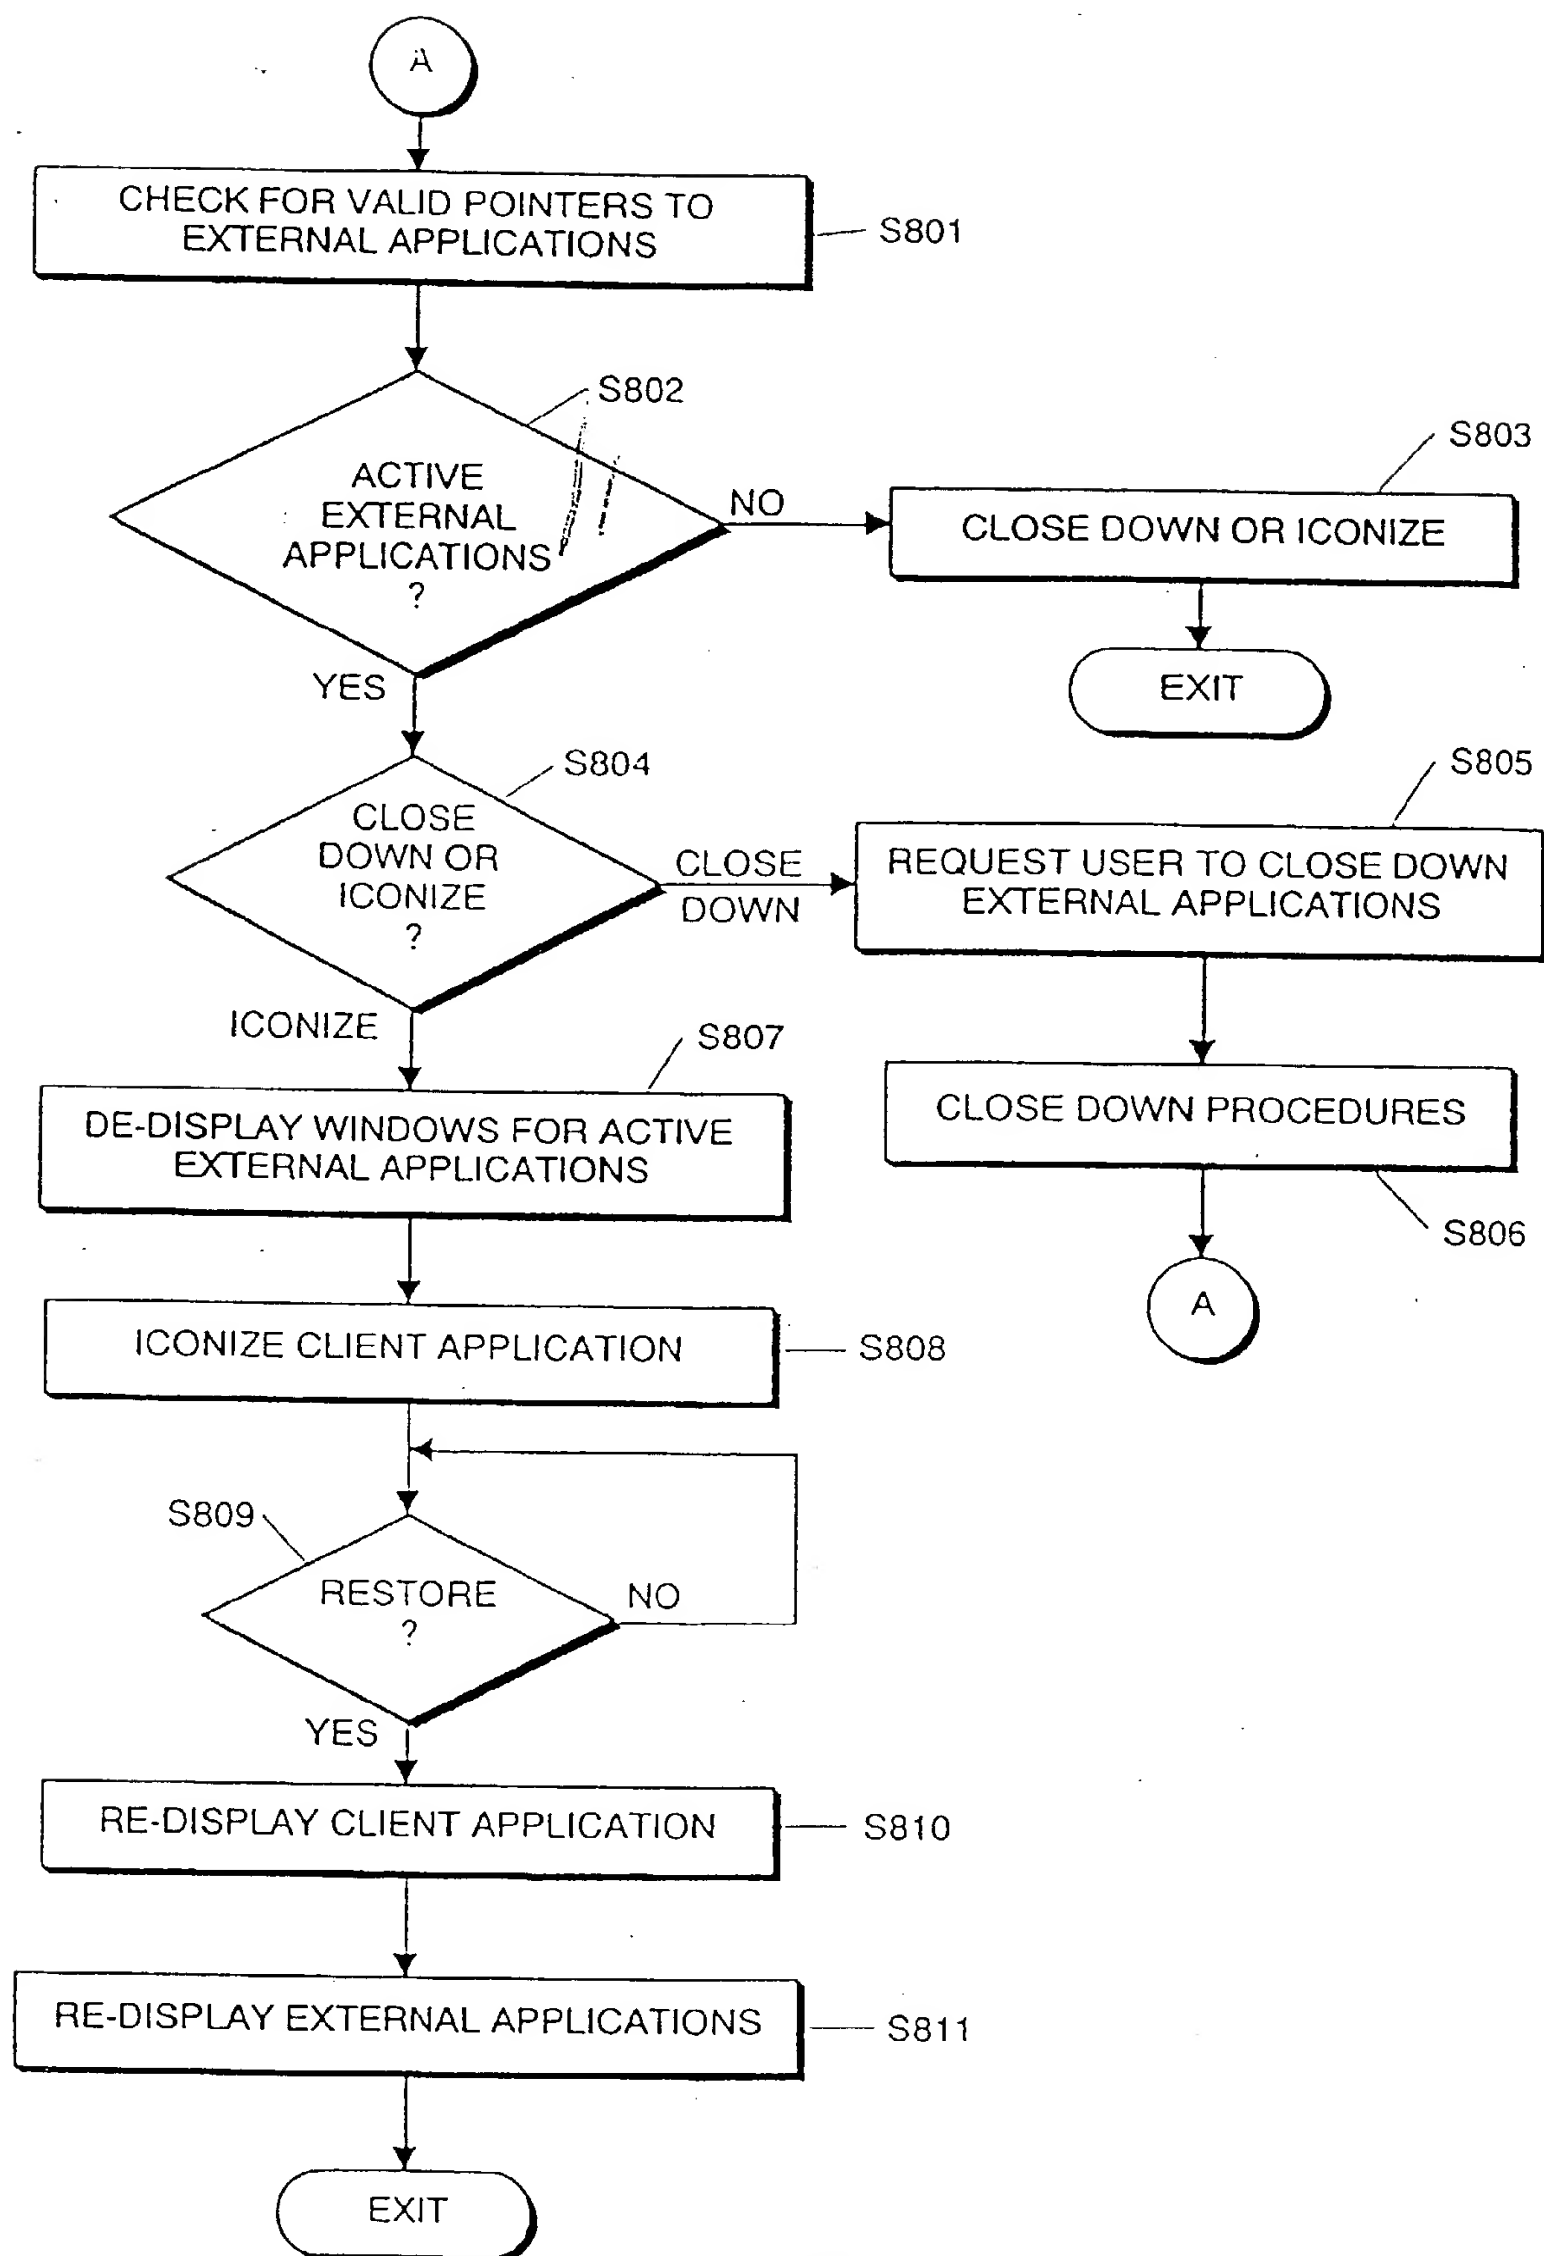 A
CHECK FOR VALID POINTERS TO
EXTERNAL APPLICATIONS
S801
S802
ACTIVE
EXTERNAL
APPLICATIONS
?
NO
S803
CLOSE DOWN OR ICONIZE
EXIT
YES
S804
CLOSE
DOWN OR
ICONIZE
?
CLOSE
DOWN
S805
REQUEST USER TO CLOSE DOWN
EXTERNAL APPLICATIONS
CLOSE DOWN PROCEDURES
S806
A
ICONIZE
S807
DE-DISPLAY WINDOWS FOR ACTIVE
EXTERNAL APPLICATIONS
ICONIZE CLIENT APPLICATION
S808
S809
RESTORE
?
NO
YES
RE-DISPLAY CLIENT APPLICATION
S810
RE-DISPLAY EXTERNAL APPLICATIONS
S811
EXIT